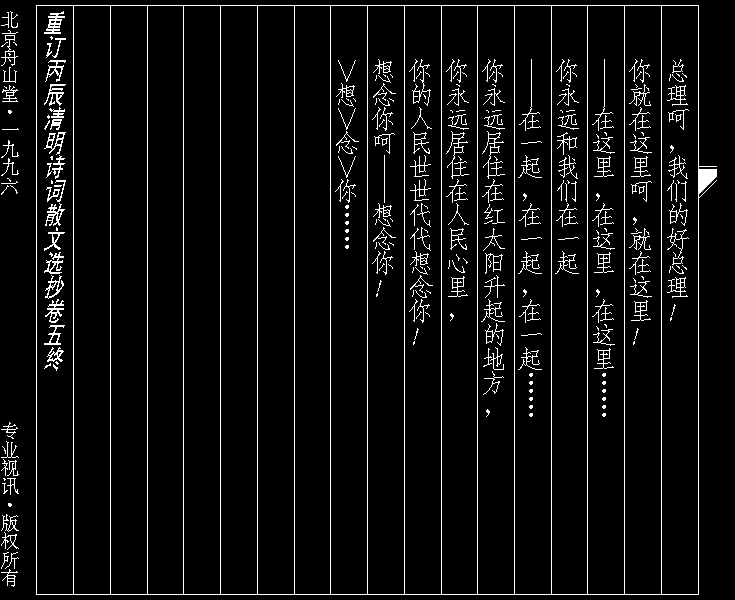 总理呵，我们的好总理！
你就在这里呵，就在这里！
——在这里，在这里，在这里……
你永远和我们在一起
——在一起，在一起，在一起……
你永远居住在红太阳升起的地方，
你永远居住在人民心里，
你的人民世世代代想念你！
想念你呵——想念你！
∨想∨念∨你……
重订丙辰清明诗词散文选抄卷五终
北京舟山堂·一九九六
专业视讯·版权所有